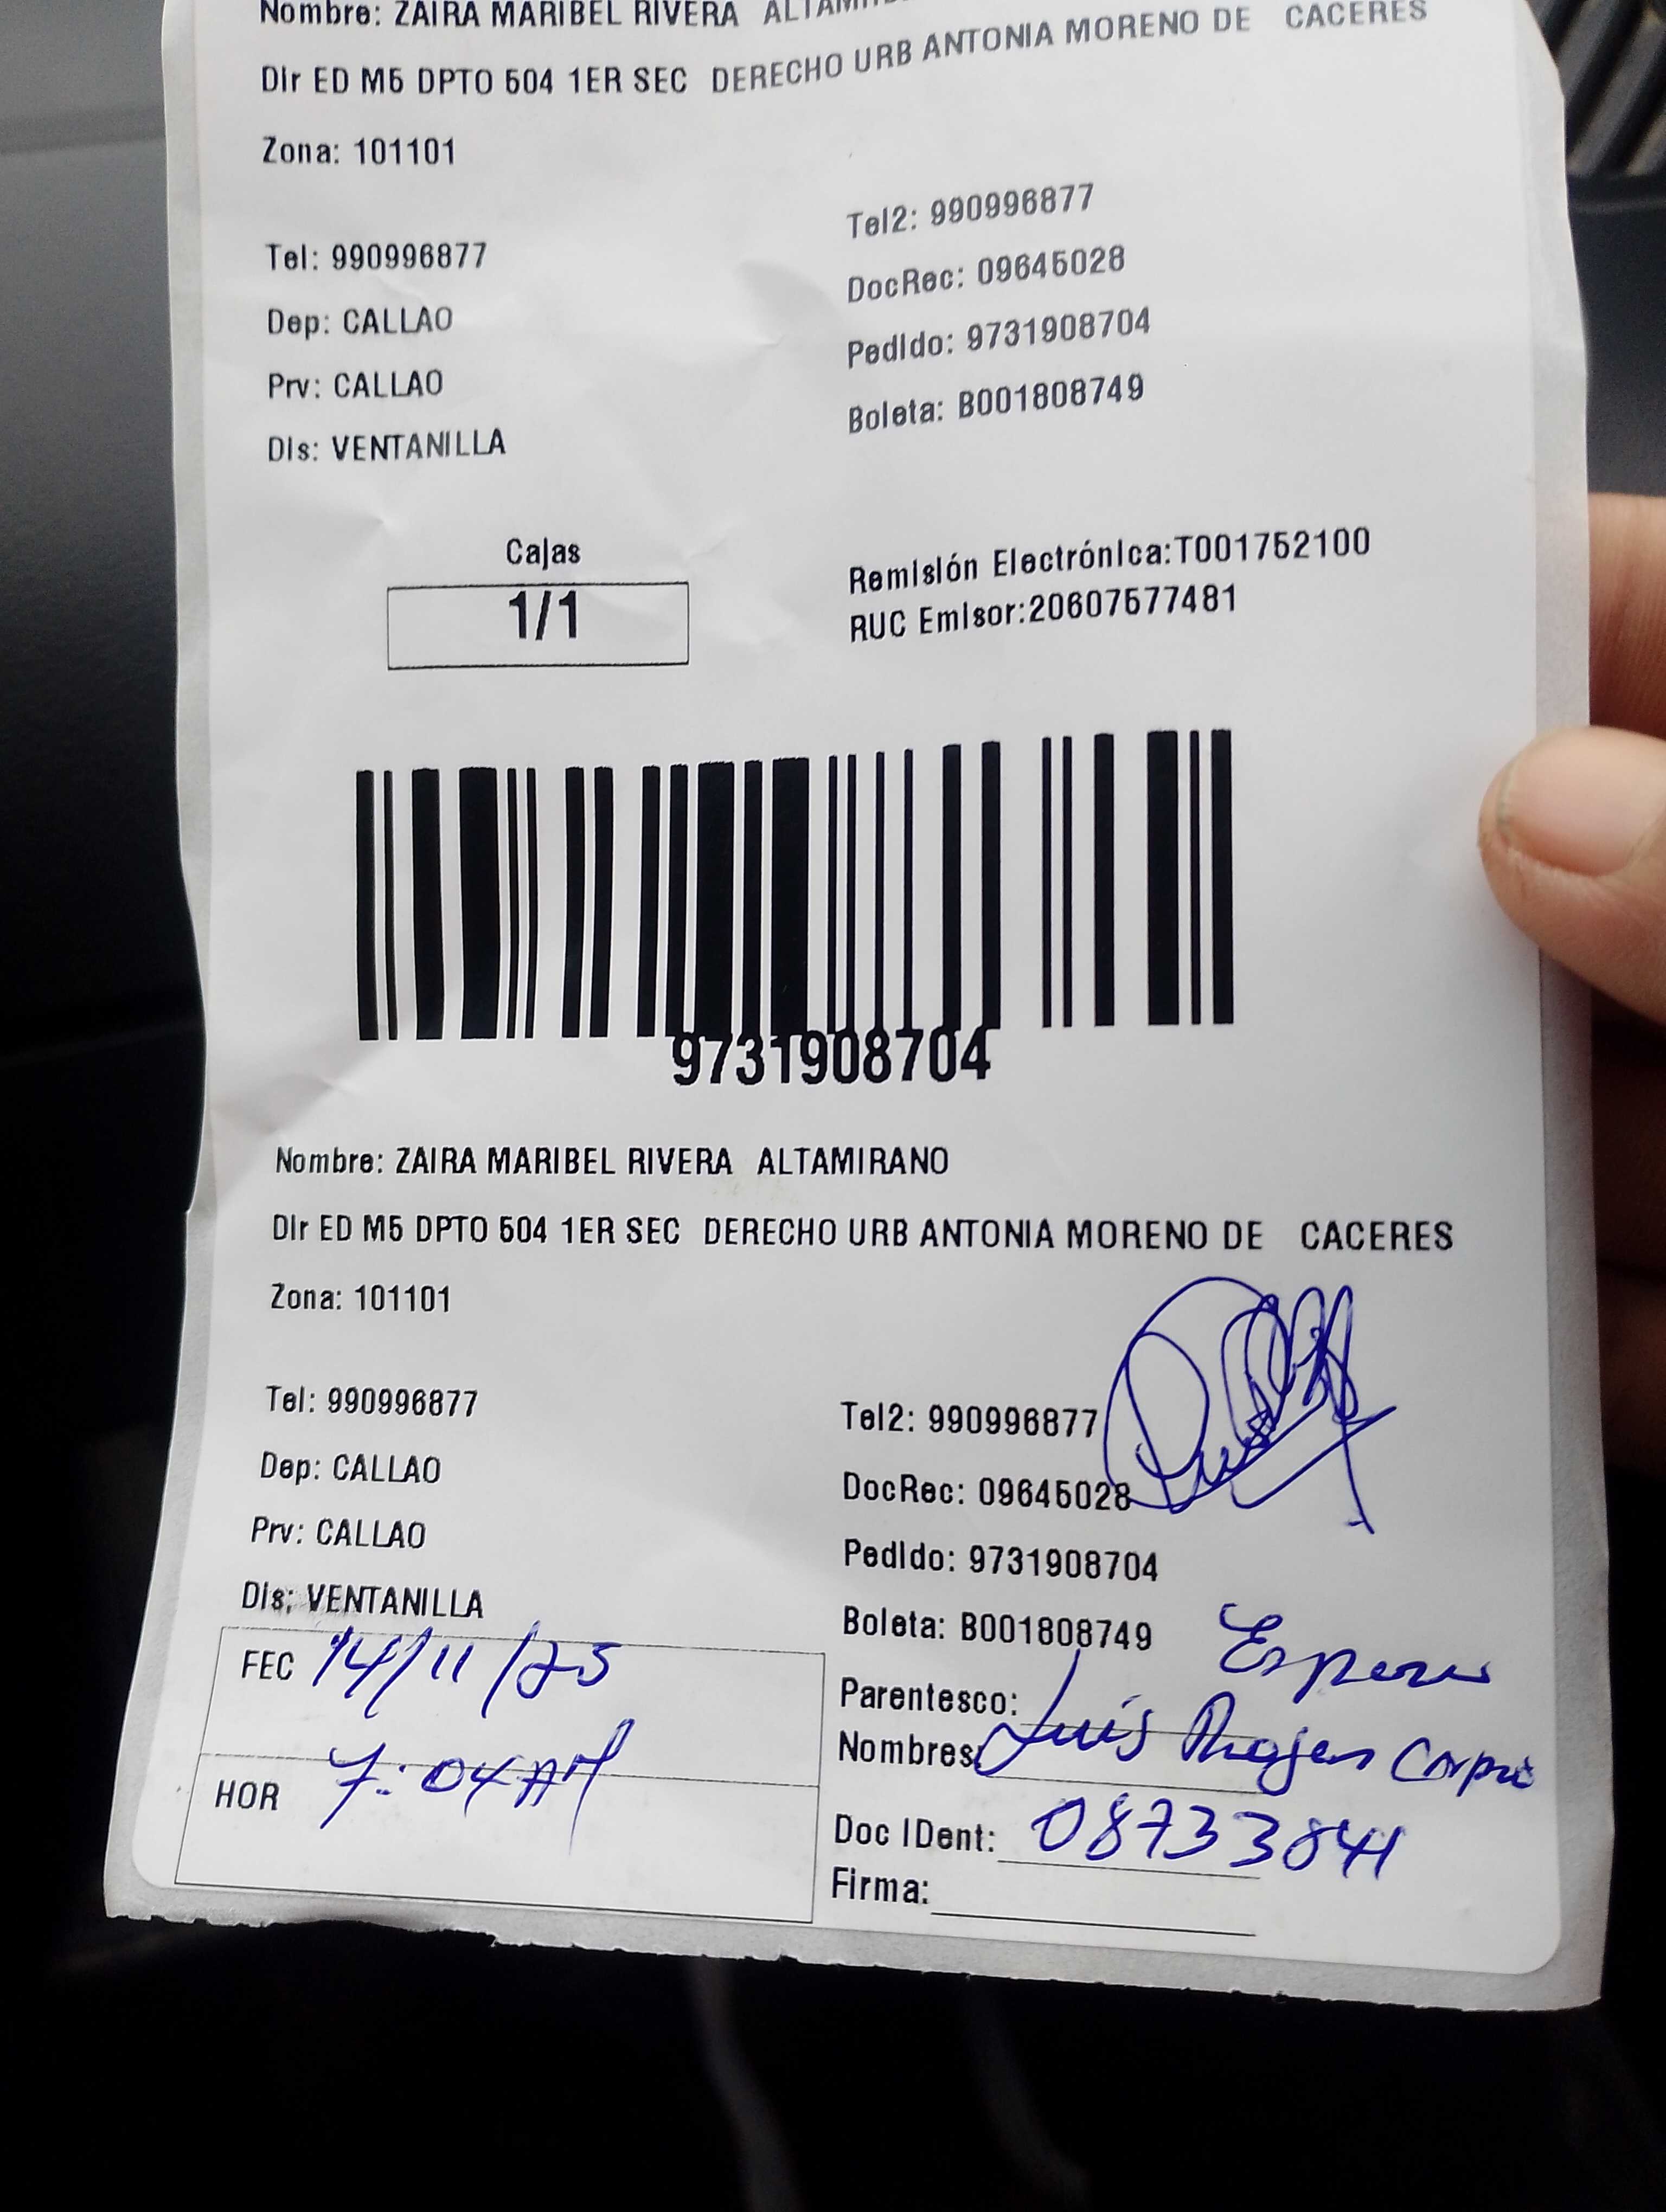 Nombre: ZAIRA MARIBEL RIVERA
Dir ED M5 DPTO 504 1ER SEC DERECHO URB ANTONIA MORENO DE CACERES
Zona: 101101
Tel: 990996877
Tel2: 990996877
Dep: CALLAO
DocRec: 09645028
Prv: CALLAO
Pedido: 9731908704
Dis: VENTANILLA
Boleta: B001808749
Cajas
1/1
Remisión Electrónica:T001752100
RUC Emisor:20607577481
9731908704
Nombre: ZAIRA MARIBEL RIVERA ALTAMIRANO
Dir ED M5 DPTO 504 1ER SEC DERECHO URB ANTONIA MORENO DE CACERES
Zona: 101101
Tel: 990996877
Tel2: 990996877
Dep: CALLAO
DocRec: 09645028
Prv: CALLAO
Pedido: 9731908704
Dis: VENTANILLA
Boleta: B001808749
FEC 14/11/25
Parentesco:
HOR 7:04 AM
Nombres: Luis
Doc IDent:
Firma: